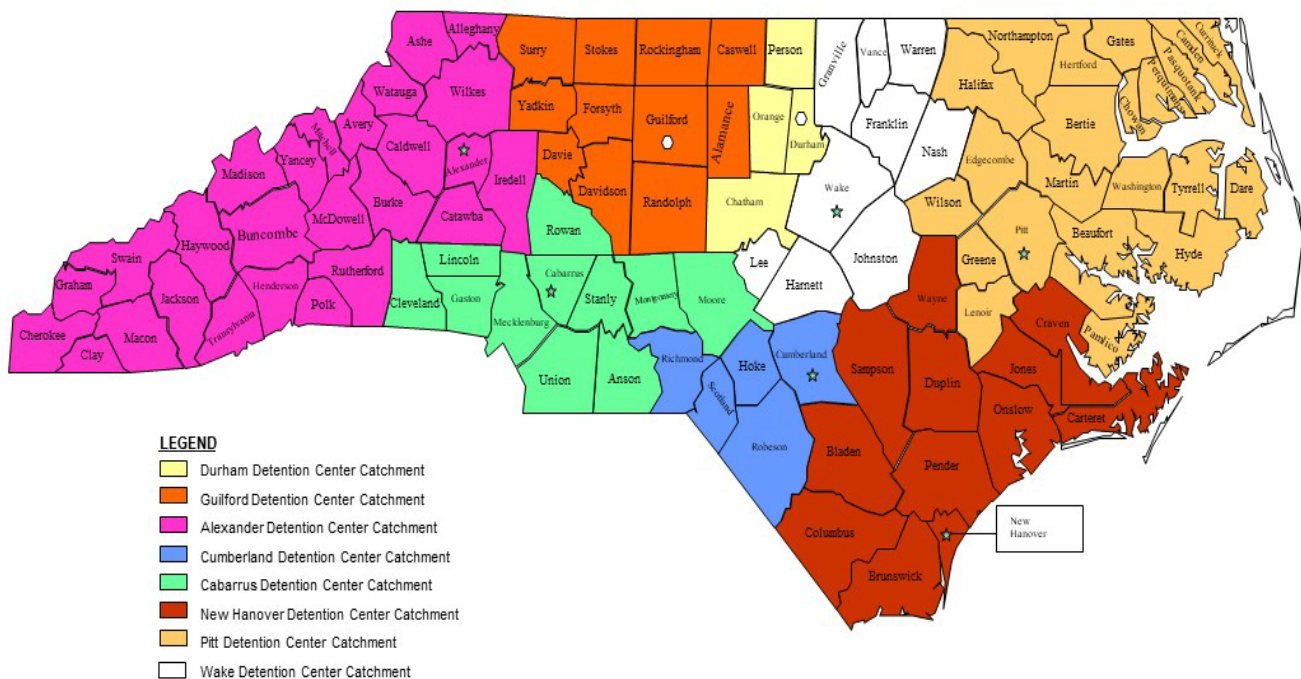 Ashe
Alleghany
Surry
Stokes
Rockingham
Caswell
Person
Granville
Vance
Warren
Northampton
Gates
Currituck
Camden
Pasquotank
Perquimans
Chowan
Hertford
Halifax
Watauga
Wilkes
Yadkin
Forsyth
Guilford
Alamance
Orange
Durham
Franklin
Nash
Bertie
Mitchell
Avery
Yancey
Caldwell
Alexander
Iredell
Davie
Davidson
Randolph
Chatham
Wake
Edgecombe
Martin
Washington
Tyrrell
Dare
Madison
McDowell
Burke
Catawba
Rowan
Wilson
Pitt
Beaufort
Hyde
Buncombe
Haywood
Swain
Graham
Jackson
Henderson
Rutherford
Polk
Transylvania
Cherokee
Clay
Macon
Cleveland
Lincoln
Gaston
Mecklenburg
Cabarrus
Stanly
Montgomery
Moore
Lee
Harnett
Johnston
Wayne
Greene
Lenoir
Craven
Pamlico
Union
Anson
Richmond
Scotland
Hoke
Cumberland
Sampson
Duplin
Jones
Onslow
Carteret
Robeson
Bladen
Pender
Columbus
Brunswick
New
Hanover
LEGEND
Durham Detention Center Catchment
Guilford Detention Center Catchment
Alexander Detention Center Catchment
Cumberland Detention Center Catchment
Cabarrus Detention Center Catchment
New Hanover Detention Center Catchment
Pitt Detention Center Catchment
Wake Detention Center Catchment